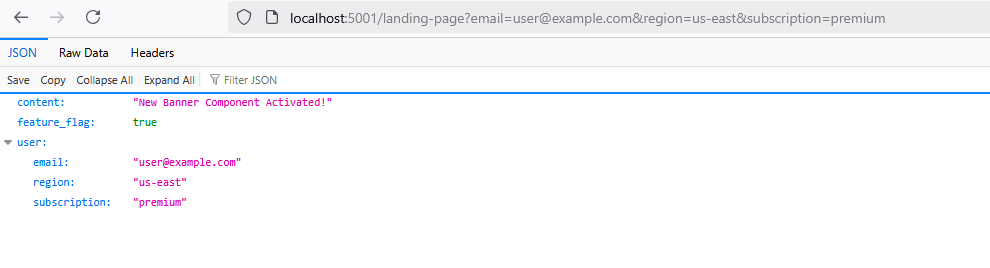 localhost:5001/landing-page?email=user@example.com&region=us-east&subscription=premium
JSON Raw Data Headers
Save Copy Collapse All Expand All Filter JSON
content: "New Banner Component Activated!"
feature_flag: true
user:
email: "user@example.com"
region: "us-east"
subscription: "premium"